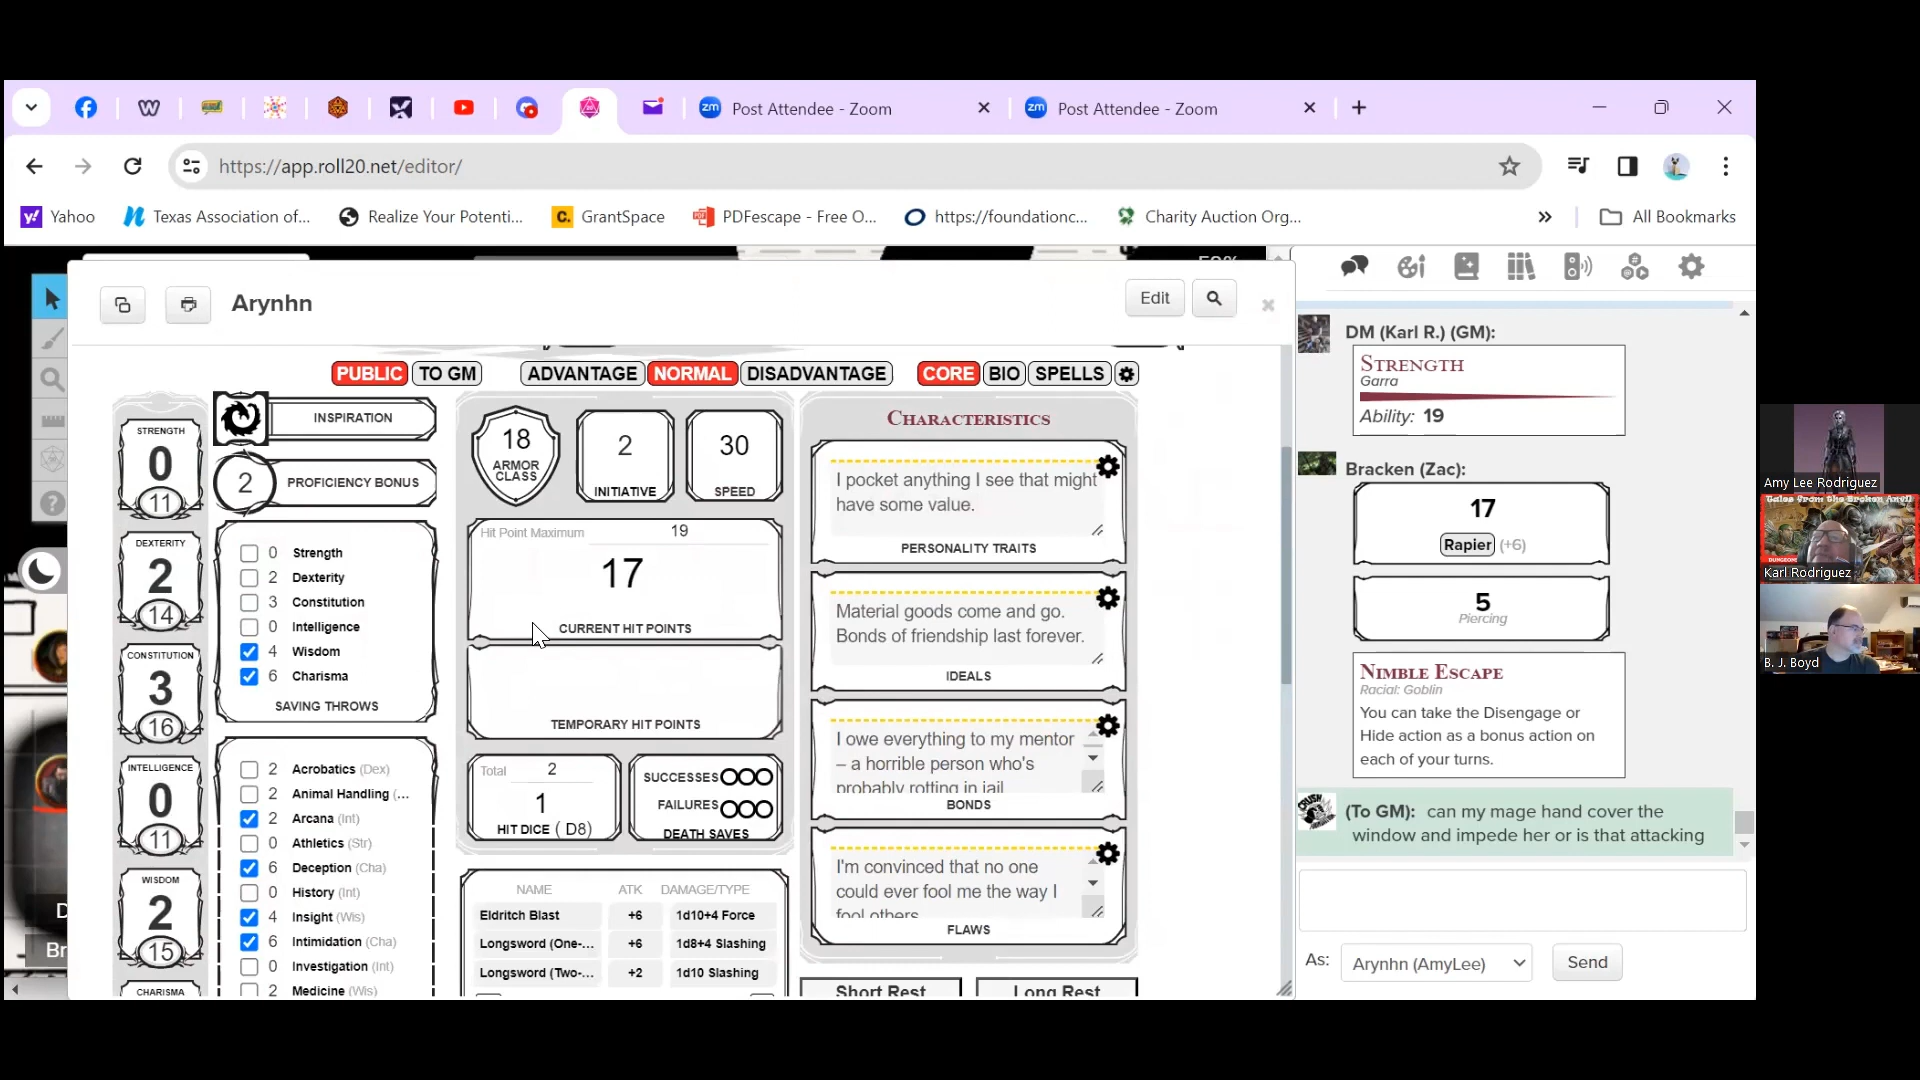 Post Attendee - Zoom
Post Attendee - Zoom
https://app.roll20.net/editor/
Yahoo
Texas Association of...
Realize Your Potenti...
GrantSpace
PDFescape - Free O...
https://foundationc...
Charity Auction Org...
All Bookmarks
Arynhn
Edit
PUBLIC
TO GM
ADVANTAGE
NORMAL
DISADVANTAGE
CORE
BIO
SPELLS
STRENGTH
0
11
DEXTERITY
2
14
CONSTITUTION
3
16
INTELLIGENCE
0
11
WISDOM
2
15
CHARISMA
INSPIRATION
2
PROFICIENCY BONUS
0 Strength
2 Dexterity
3 Constitution
0 Intelligence
4 Wisdom
6 Charisma
SAVING THROWS
2 Acrobatics (Dex)
2 Animal Handling (...
2 Arcana (Int)
0 Athletics (Str)
6 Deception (Cha)
0 History (Int)
4 Insight (Wis)
6 Intimidation (Cha)
0 Investigation (Int)
2 Medicine (Wis)
18
ARMOR
CLASS
2
INITIATIVE
30
SPEED
Hit Point Maximum 19
17
CURRENT HIT POINTS
TEMPORARY HIT POINTS
Total 2
1
HIT DICE ( D8)
SUCCESSES
FAILURES
DEATH SAVES
NAME ATK DAMAGE/TYPE
Eldritch Blast +6 1d10+4 Force
Longsword (One-... +6 1d8+4 Slashing
Longsword (Two-... +2 1d10 Slashing
CHARACTERISTICS
I pocket anything I see that might
have some value.
PERSONALITY TRAITS
Material goods come and go.
Bonds of friendship last forever.
IDEALS
I owe everything to my mentor
– a horrible person who's
probably rotting in jail
BONDS
I'm convinced that no one
could ever fool me the way I
fool others
FLAWS
Short Rest
Long Rest
DM (Karl R.) (GM):
STRENGTH
Garra
Ability: 19
Bracken (Zac):
17
Rapier (+6)
5
Piercing
NIMBLE ESCAPE
Racial: Goblin
You can take the Disengage or
Hide action as a bonus action on
each of your turns.
(To GM): can my mage hand cover the
window and impede her or is that attacking
As: Arynhn (AmyLee)
Send
Amy Lee Rodriguez
Tales from the Broken Anvil
Karl Rodriguez
B. J. Boyd